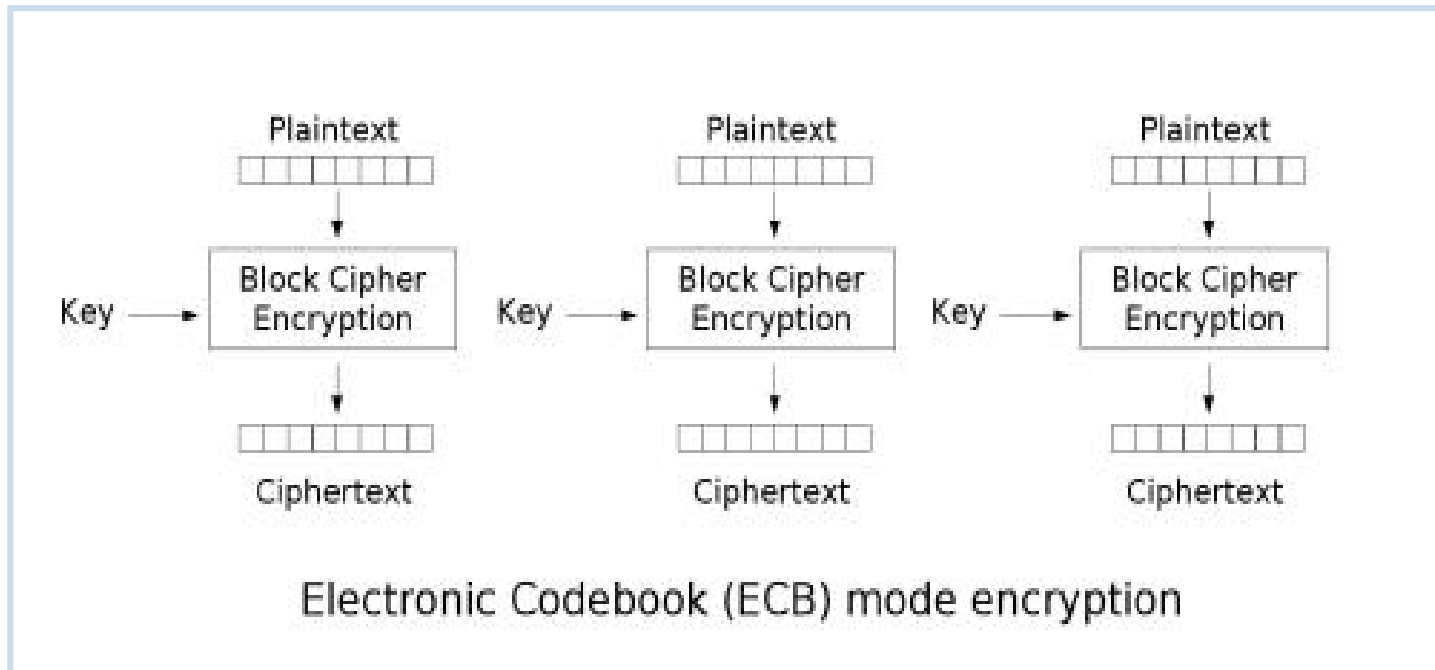 Plaintext
Plaintext
Plaintext
Block Cipher
Encryption
Block Cipher
Encryption
Block Cipher
Encryption
Key
Key
Key
Ciphertext
Ciphertext
Ciphertext
Electronic Codebook (ECB) mode encryption